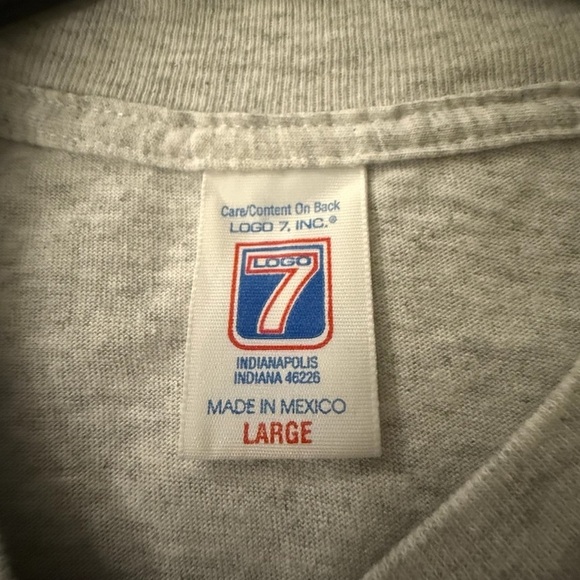 Care/Content On Back
LOGO 7, INC.®
LOGO
7
INDIANAPOLIS
INDIANA 46226
MADE IN MEXICO
LARGE